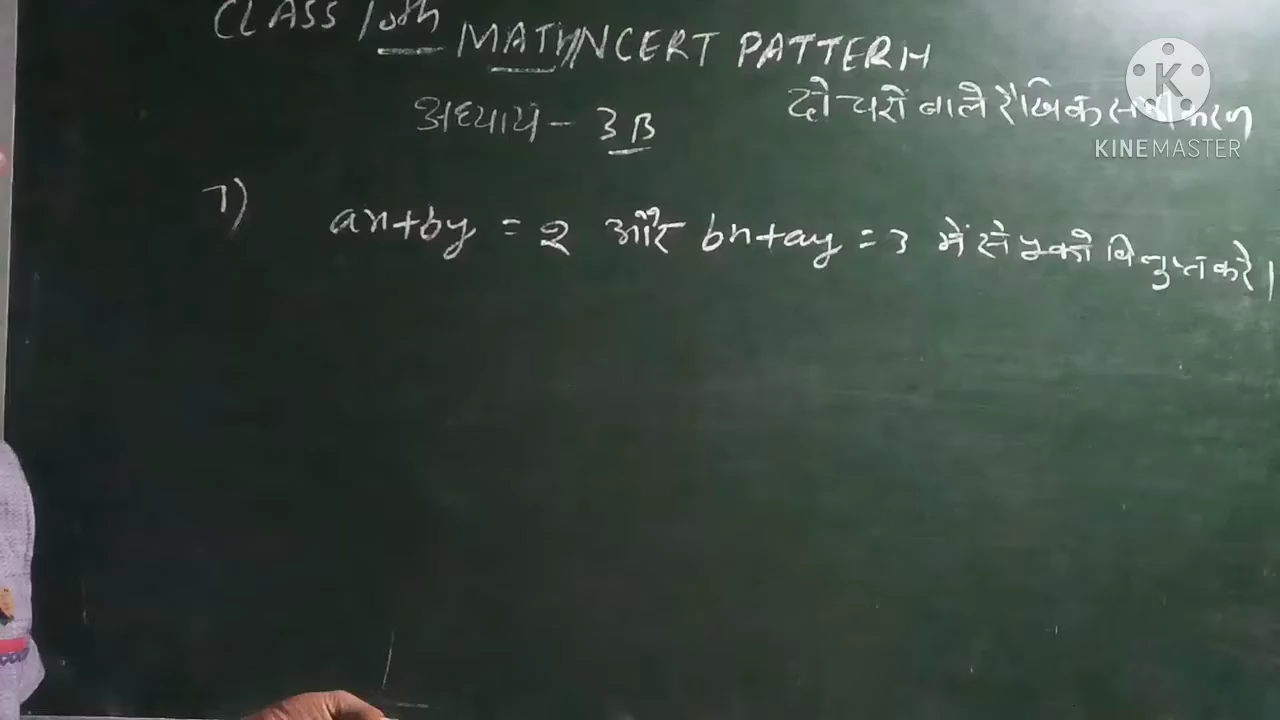 CLASS 10th MATH NCERT PATTERN
अध्याय - 3B
दो चरों वाले रैखिक समीकरण
KINEMASTER
7) ax+by = 2 और bx+ay = 3 में से y को विलुप्त करे।